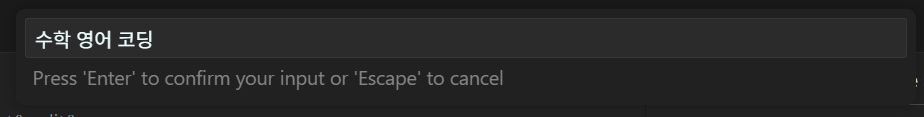 수학 영어 코딩
Press 'Enter' to confirm your input or 'Escape' to cancel